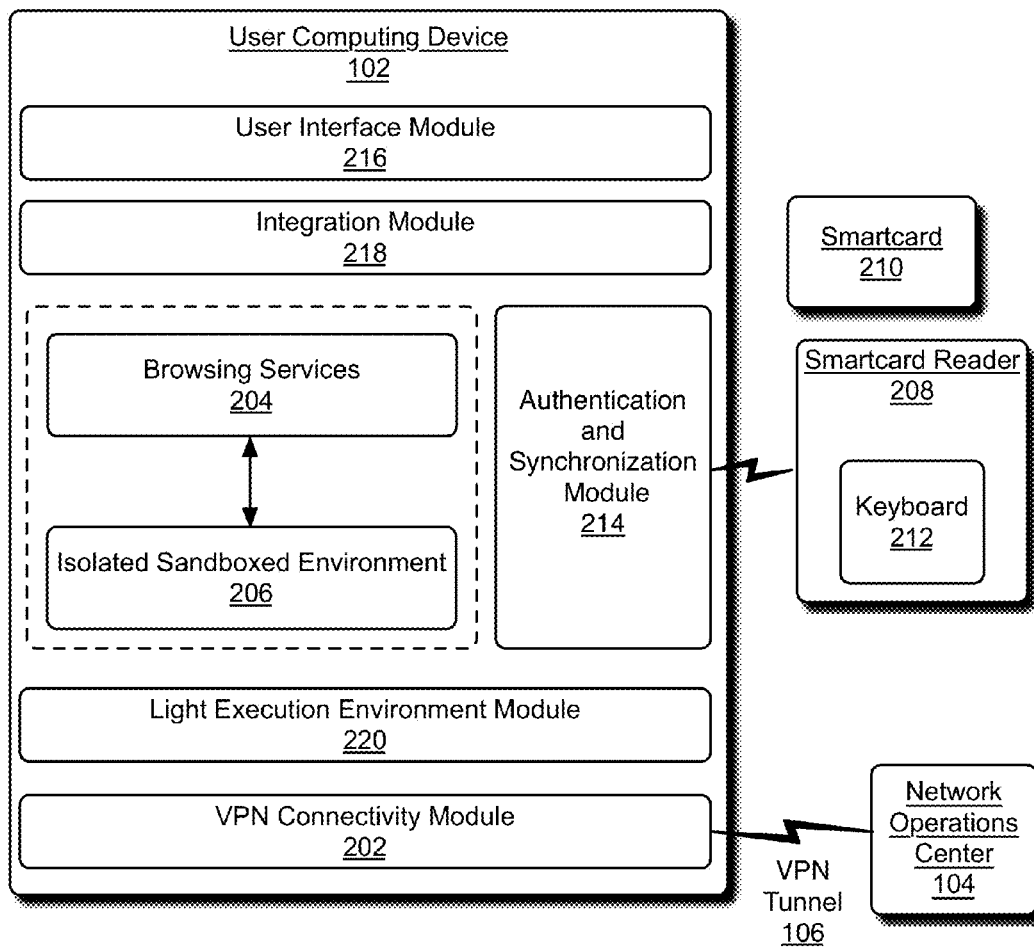 User Computing Device
102
User Interface Module
216
Integration Module
218
Browsing Services
204
Isolated Sandboxed Environment
206
Authentication
and
Synchronization
Module
214
Light Execution Environment Module
220
VPN Connectivity Module
202
Smartcard
210
Smartcard Reader
208
Keyboard
212
Network
Operations
Center
104
VPN
Tunnel
106